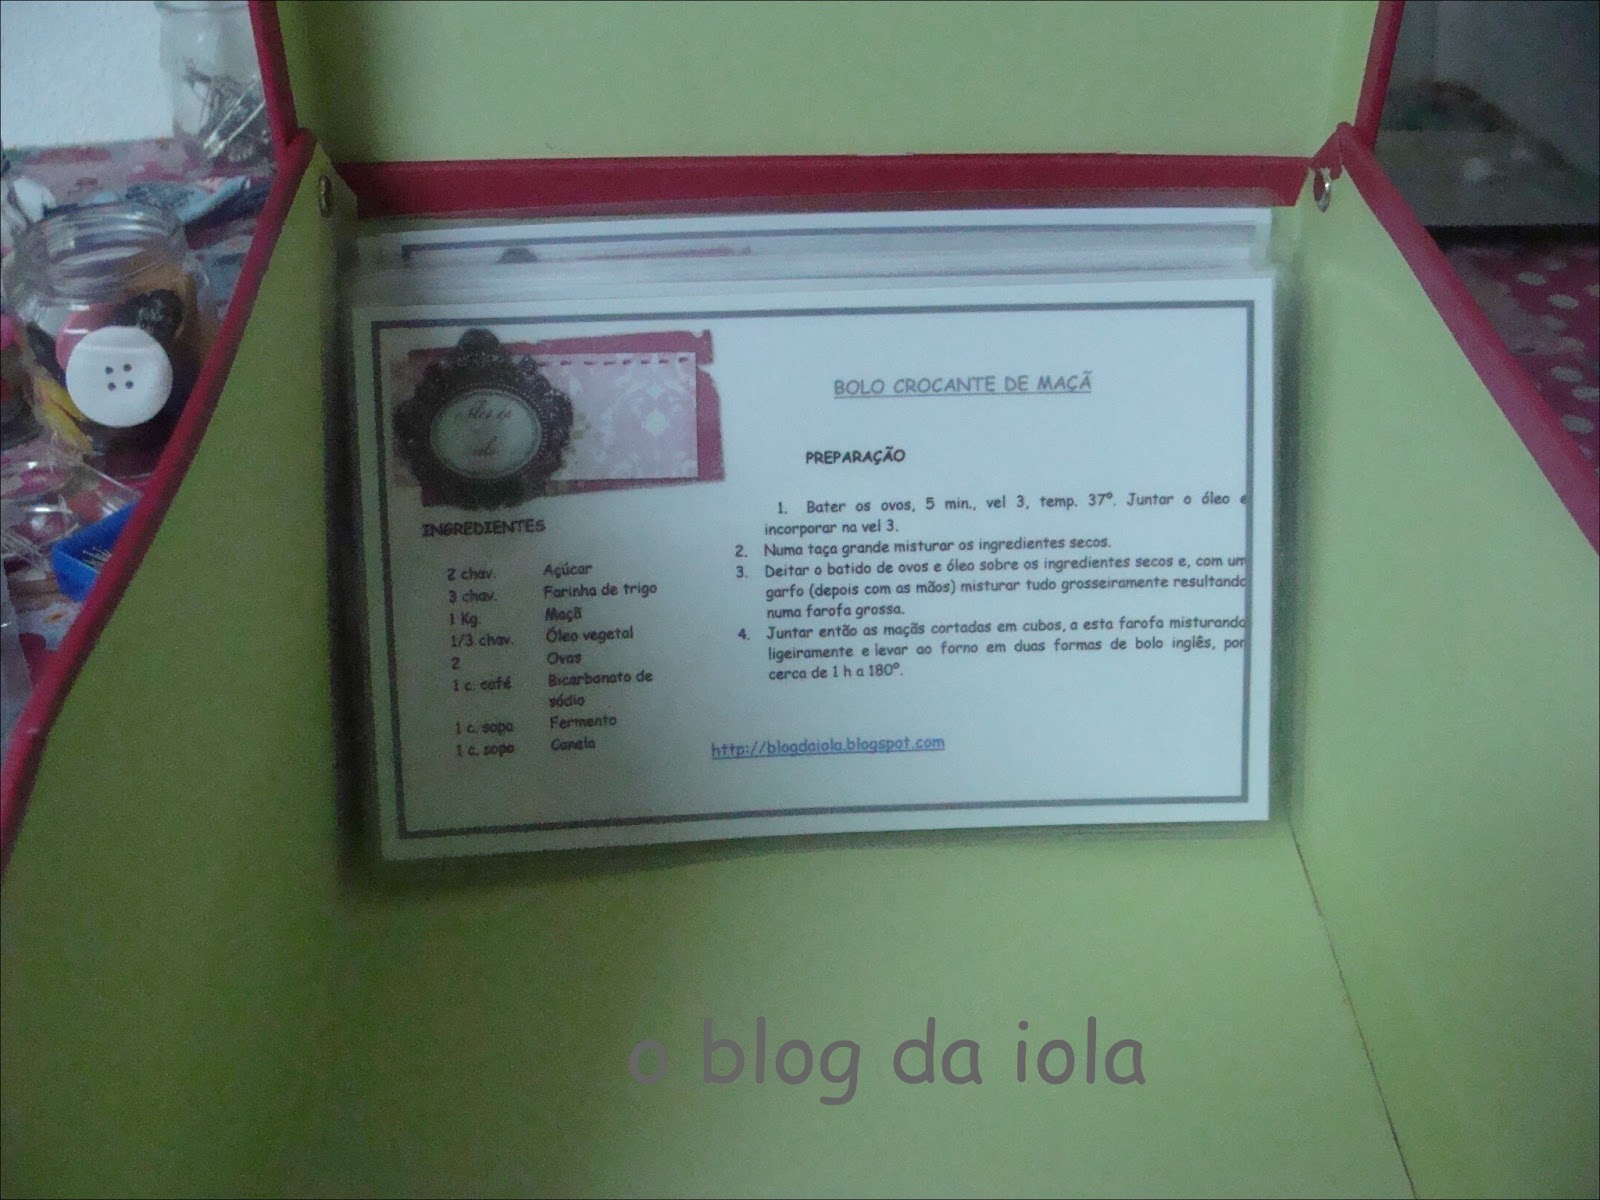 o blog da
iola
BOLO CROCANTE DE MAÇÃ
INGREDIENTES
2 chav. Açúcar
3 chav. Farinha de trigo
1 Kg. Maçã
1/3 chav. Óleo vegetal
2 Ovos
1 c. café Bicarbonato de
sódio
1 c. sopa Fermento
1 c. sopa Canela
PREPARAÇÃO
1. Bater os ovos, 5 min., vel 3, temp. 37º. Juntar o óleo e
incorporar na vel 3.
2. Numa taça grande misturar os ingredientes secos.
3. Deitar o batido de ovos e óleo sobre os ingredientes secos e, com um
garfo (depois com as mãos) misturar tudo grosseiramente resultando
numa farofa grossa.
4. Juntar então as maçãs cortadas em cubos, a esta farofa misturando
ligeiramente e levar ao forno em duas formas de bolo inglês, por
cerca de 1 h a 180º.
http://blogdaiola.blogspot.com
o blog da iola